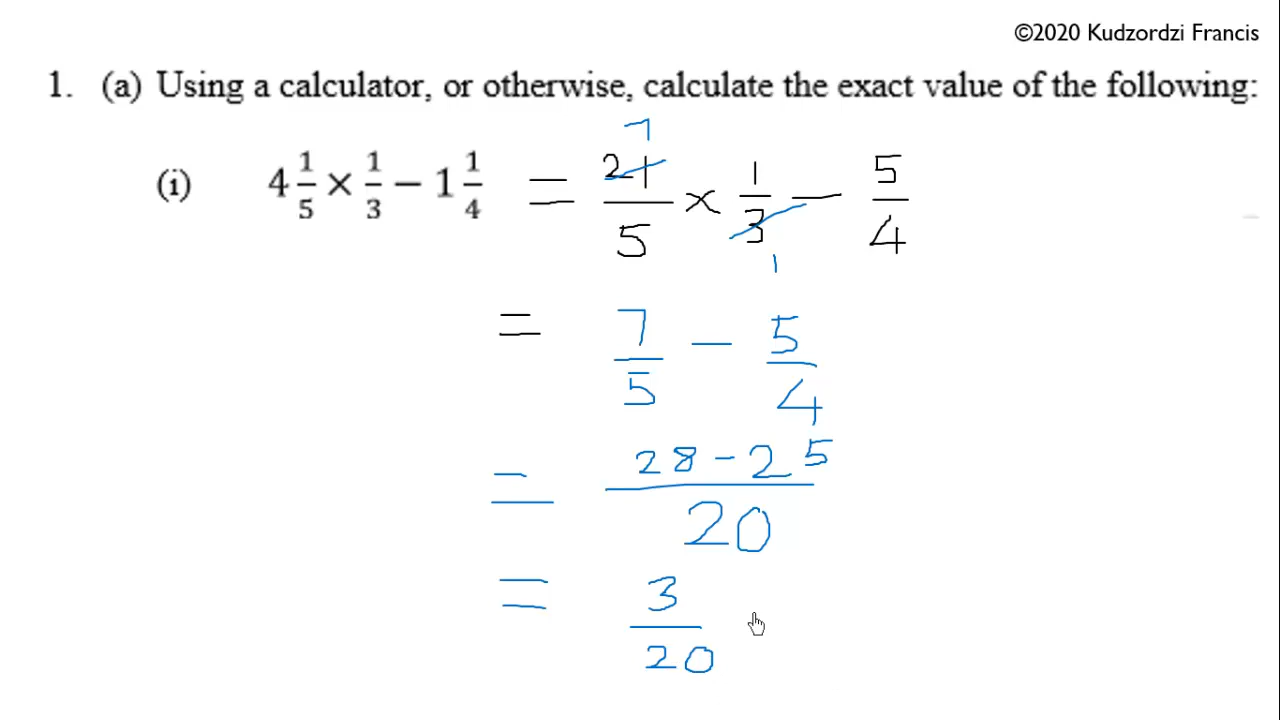 ©2020 Kudzordzi Francis
1. (a) Using a calculator, or otherwise, calculate the exact value of the following:
(i) 4 1/5 × 1/3 − 1 1/4 = 21/5 × 1/3 − 5/4
7
1
= 7/5 − 5/4
= 28 − 25/20
= 3/20